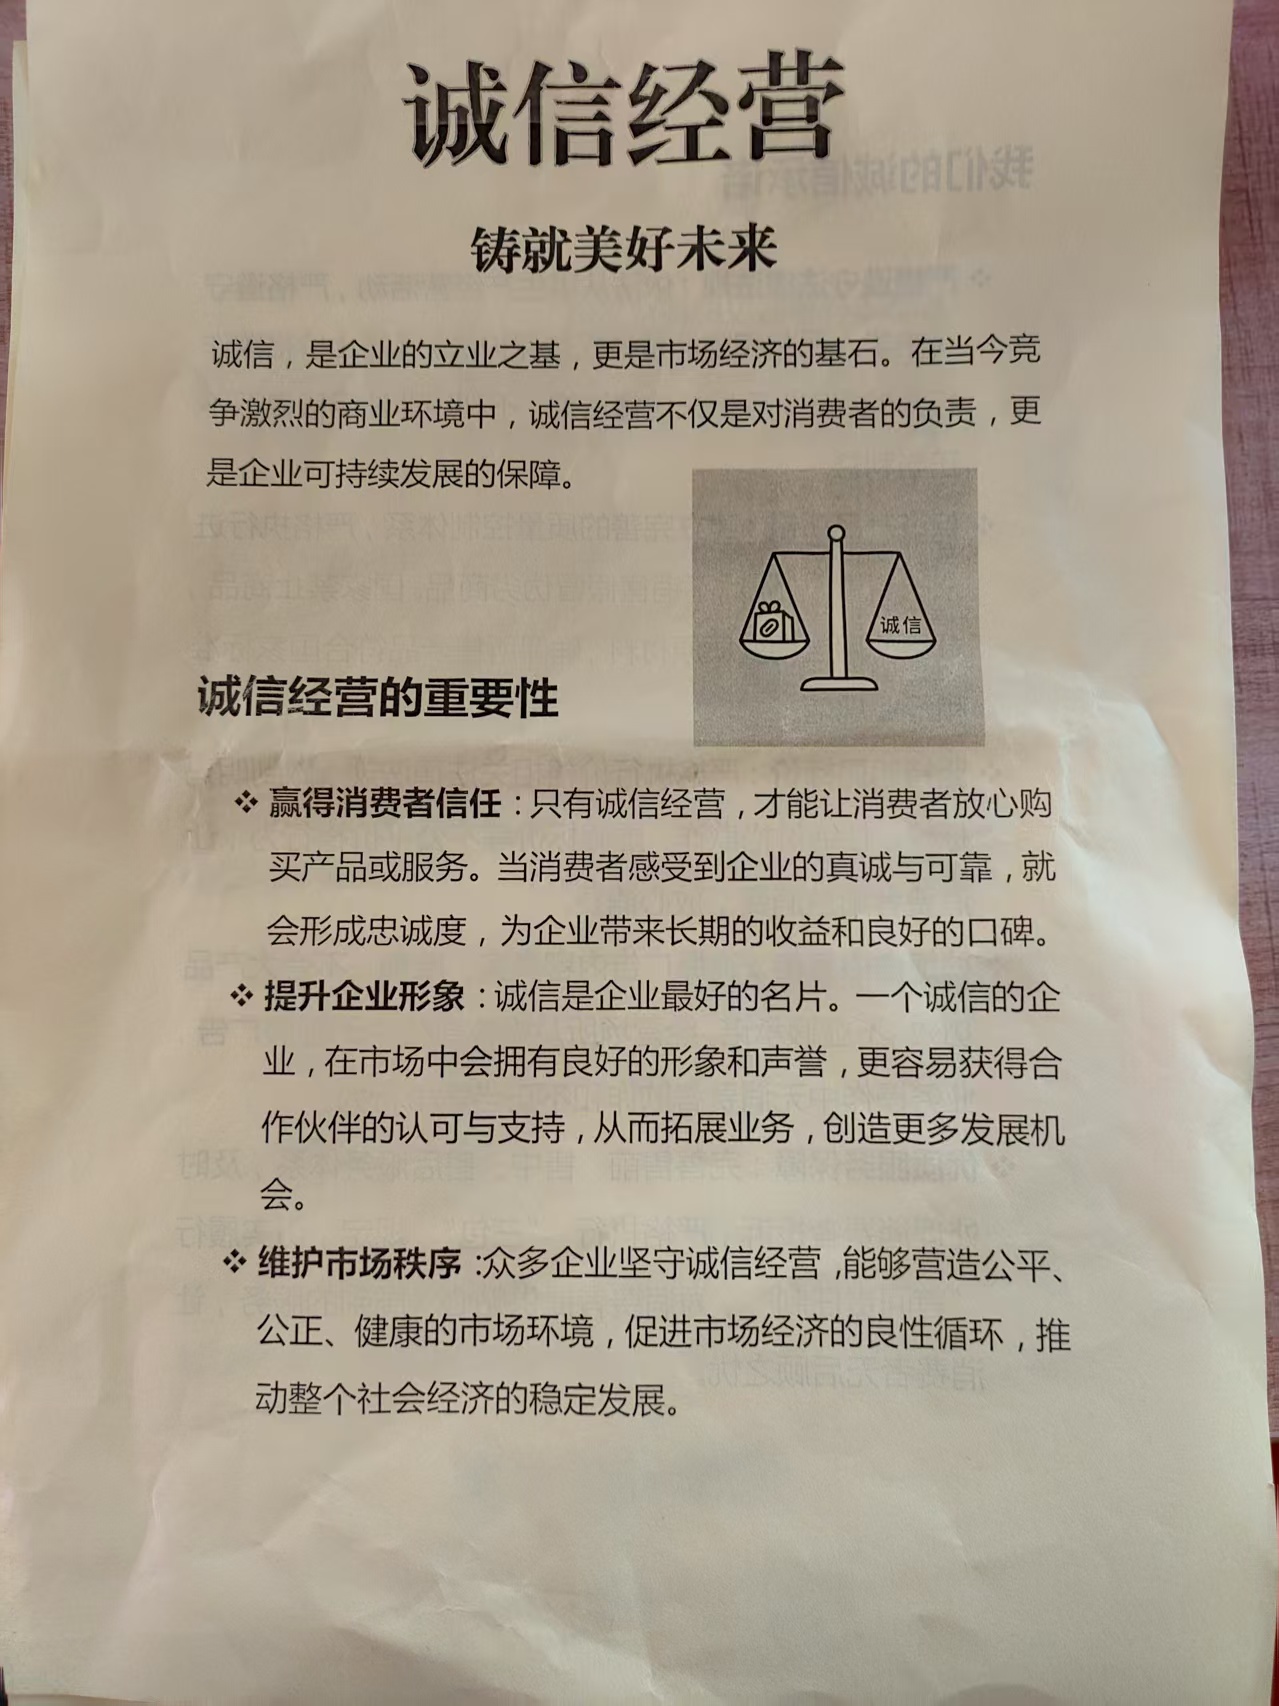 诚信经营
铸就美好未来
诚信，是企业的立业之基，更是市场经济的基石。在当今竞
争激烈的商业环境中，诚信经营不仅是对消费者的负责，更
是企业可持续发展的保障。
诚信
诚信经营的重要性
❖ 赢得消费者信任：只有诚信经营，才能让消费者放心购
买产品或服务。当消费者感受到企业的真诚与可靠，就
会形成忠诚度，为企业带来长期的收益和良好的口碑。
❖ 提升企业形象：诚信是企业最好的名片。一个诚信的企
业，在市场中会拥有良好的形象和声誉，更容易获得合
作伙伴的认可与支持，从而拓展业务，创造更多发展机
会。
❖ 维护市场秩序：众多企业坚守诚信经营，能够营造公平、
公正、健康的市场环境，促进市场经济的良性循环，推
动整个社会经济的稳定发展。